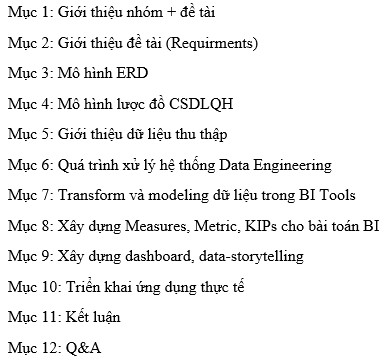 Mục 1: Giới thiệu nhóm + đề tài
Mục 2: Giới thiệu đề tài (Requirments)
Mục 3: Mô hình ERD
Mục 4: Mô hình lược đồ CSDLQH
Mục 5: Giới thiệu dữ liệu thu thập
Mục 6: Quá trình xử lý hệ thống Data Engineering
Mục 7: Transform và modeling dữ liệu trong BI Tools
Mục 8: Xây dựng Measures, Metric, KIPs cho bài toán BI
Mục 9: Xây dựng dashboard, data-storytelling
Mục 10: Triển khai ứng dụng thực tế
Mục 11: Kết luận
Mục 12: Q&A